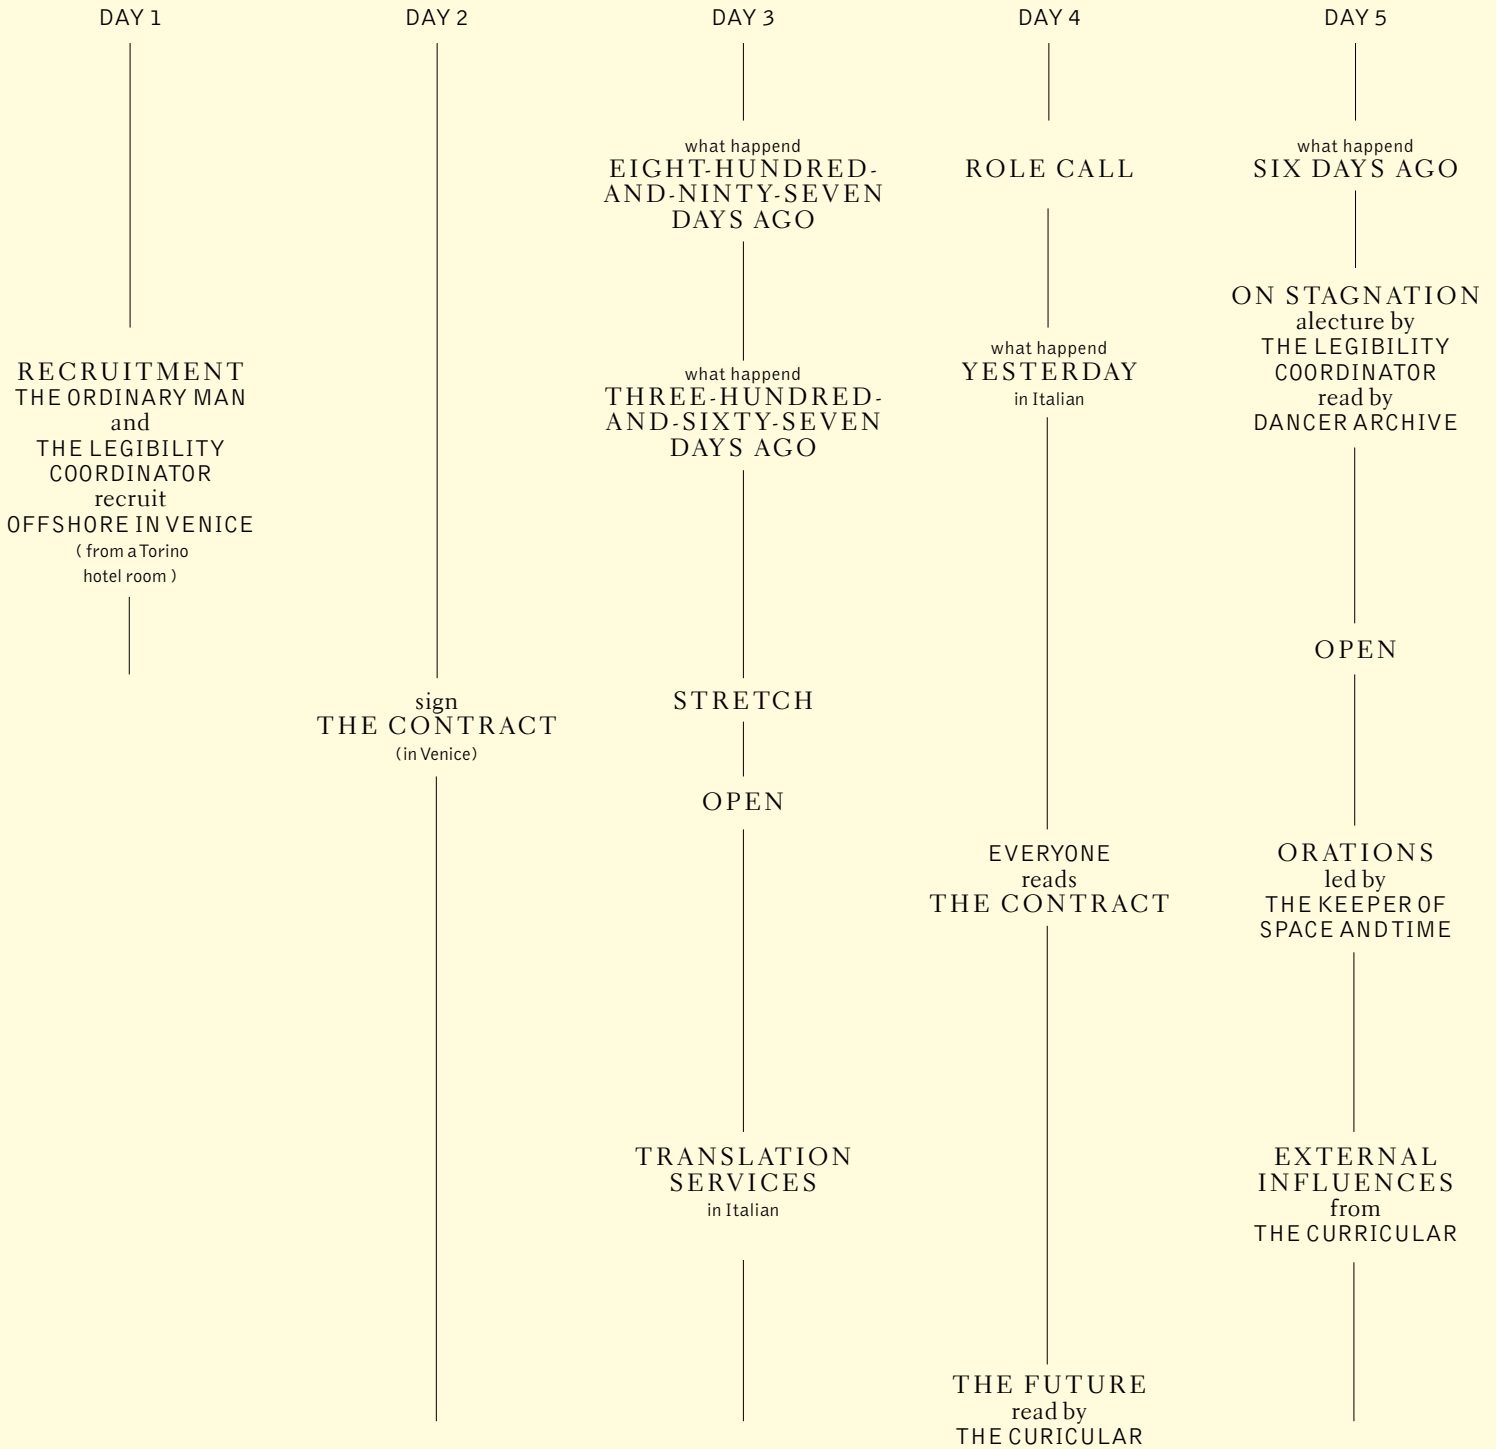 DAY 1
RECRUITMENT
THE ORDINARY MAN
and
THE LEGIBILITY
COORDINATOR
recruit
OFFSHORE IN VENICE
( from a Torino
hotel room )
DAY 2
sign
THE CONTRACT
(in Venice)
DAY 3
what happend
EIGHT-HUNDRED-
AND-NINTY-SEVEN
DAYS AGO
what happend
THREE-HUNDRED-
AND-SIXTY-SEVEN
DAYS AGO
STRETCH
OPEN
TRANSLATION
SERVICES
in Italian
DAY 4
ROLE CALL
what happend
YESTERDAY
in Italian
EVERYONE
reads
THE CONTRACT
THE FUTURE
read by
THE CURICULAR
DAY 5
what happend
SIX DAYS AGO
ON STAGNATION
alecture by
THE LEGIBILITY
COORDINATOR
read by
DANCER ARCHIVE
OPEN
ORATIONS
led by
THE KEEPER OF
SPACE ANDTIME
EXTERNAL
INFLUENCES
from
THE CURRICULAR